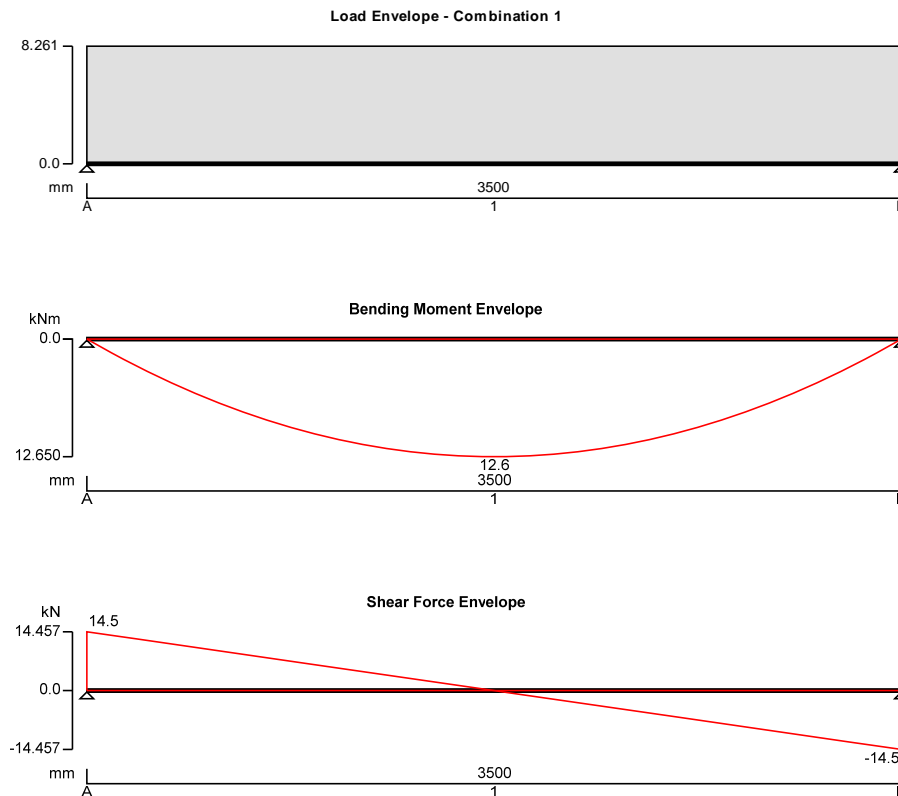 Load Envelope - Combination 1
8.261
0.0
mm
3500
A
1
Bending Moment Envelope
kNm
0.0
12.650
12.6
mm
3500
A
1
Shear Force Envelope
kN
14.457
14.5
0.0
-14.457
-14.5
mm
3500
A
1